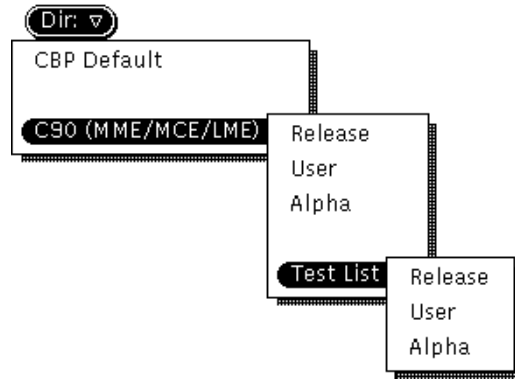 Dir:
CBP Default
C90 (MME/MCE/LME)
Release
User
Alpha
Test List
Release
User
Alpha